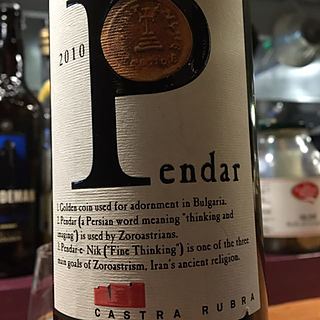 2010
Pendar
1. Golden coin used for adornment in Bulgaria.
2. Pendar (a Persian word meaning "thinking and
imaging") is used by Zoroastrians.
3. Pendar-e- Nik ("Fine Thinking") is one of the three
main goals of Zoroastrism, Iran's ancient religion.
CASTRA RUBRA